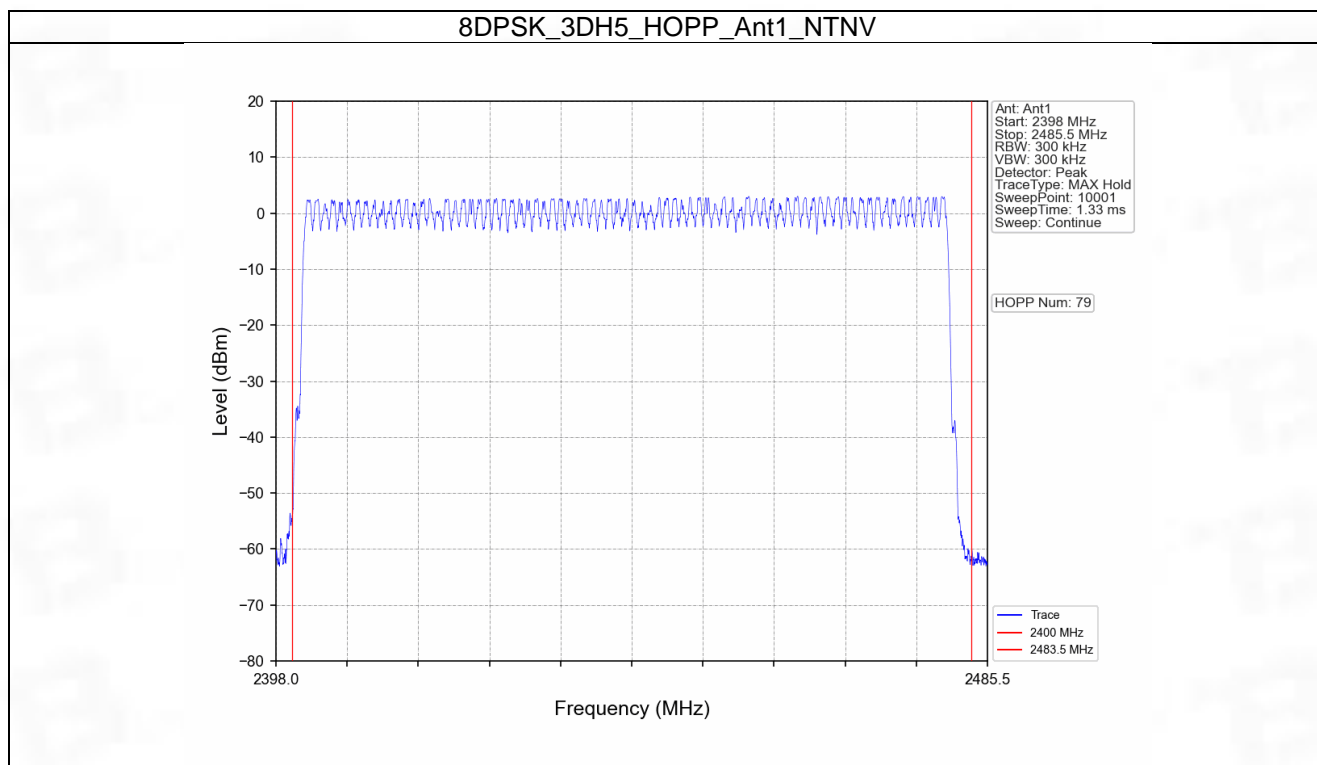 8DPSK_3DH5_HOPP_Ant1_NTNV
20
10
0
−10
−20
−30
−40
−50
−60
−70
−80
Level (dBm)
2398.0
2485.5
Frequency (MHz)
Ant: Ant1
Start: 2398 MHz
Stop: 2485.5 MHz
RBW: 300 kHz
VBW: 300 kHz
Detector: Peak
TraceType: MAX Hold
SweepPoint: 10001
SweepTime: 1.33 ms
Sweep: Continue
HOPP Num: 79
Trace
2400 MHz
2483.5 MHz